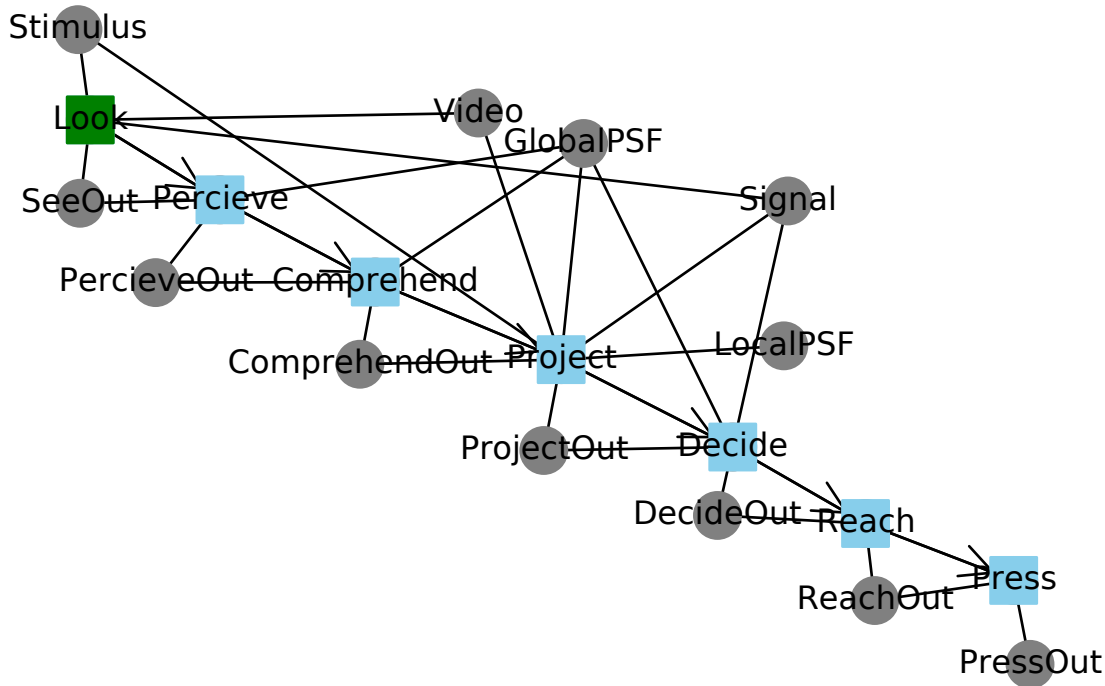 Stimulus
Look
Video
GlobalPSF
SeeOut
Percieve
Signal
PercieveOut
Comprehend
ComprehendOut
Project
LocalPSF
ProjectOut
Decide
DecideOut
Reach
ReachOut
Press
PressOut